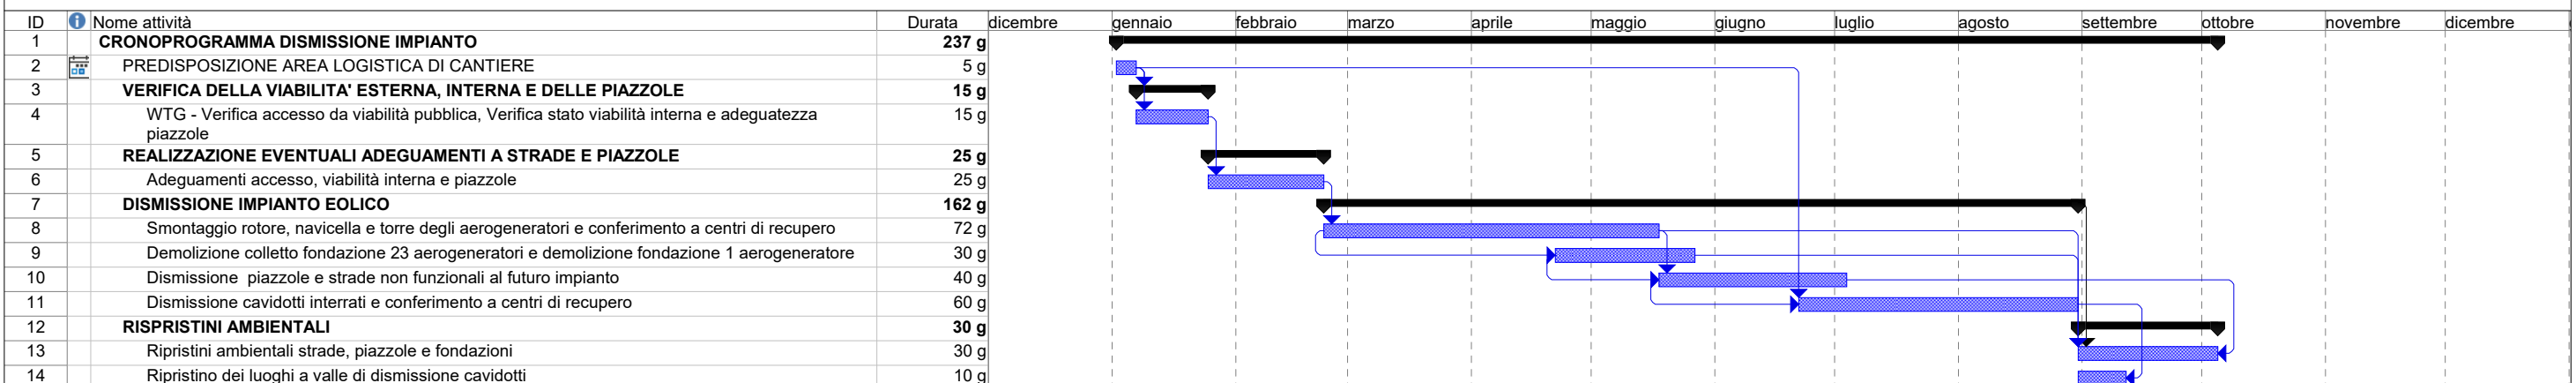 ID Nome attività Durata dicembre gennaio febbraio marzo aprile maggio giugno luglio agosto settembre ottobre novembre dicembre
1 CRONOPROGRAMMA DISMISSIONE IMPIANTO 237 g
2 PREDISPOSIZIONE AREA LOGISTICA DI CANTIERE 5 g
3 VERIFICA DELLA VIABILITA' ESTERNA, INTERNA E DELLE PIAZZOLE 15 g
4 WTG - Verifica accesso da viabilità pubblica, Verifica stato viabilità interna e adeguatezza 15 g
piazzole
5 REALIZZAZIONE EVENTUALI ADEGUAMENTI A STRADE E PIAZZOLE 25 g
6 Adeguamenti accesso, viabilità interna e piazzole 25 g
7 DISMISSIONE IMPIANTO EOLICO 162 g
8 Smontaggio rotore, navicella e torre degli aerogeneratori e conferimento a centri di recupero 72 g
9 Demolizione colletto fondazione 23 aerogeneratori e demolizione fondazione 1 aerogeneratore 30 g
10 Dismissione piazzole e strade non funzionali al futuro impianto 40 g
11 Dismissione cavidotti interrati e conferimento a centri di recupero 60 g
12 RISPRISTINI AMBIENTALI 30 g
13 Ripristini ambientali strade, piazzole e fondazioni 30 g
14 Ripristino dei luoghi a valle di dismissione cavidotti 10 g